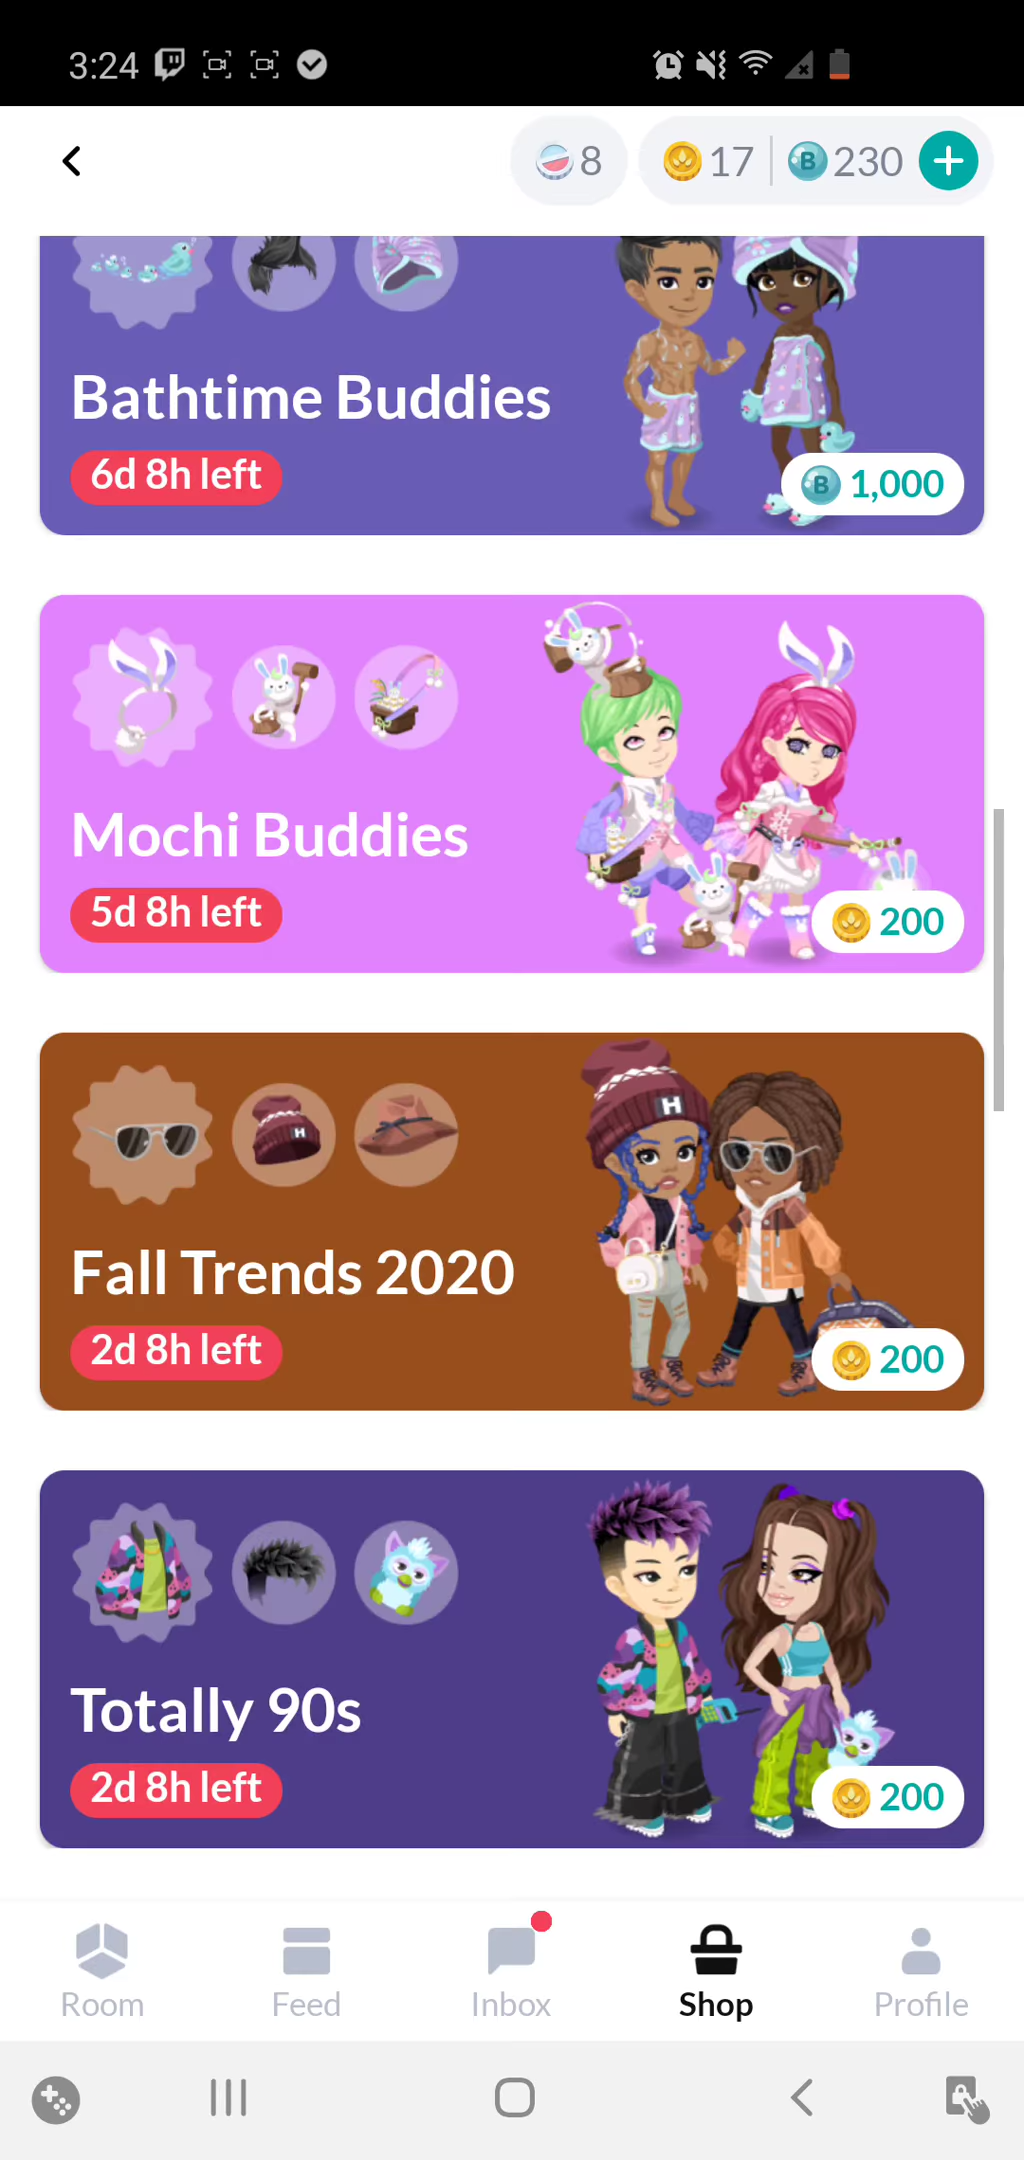 3:24
8
17
B 230
Bathtime Buddies
6d 8h left
B 1,000
Mochi Buddies
5d 8h left
200
H
H
Fall Trends 2020
2d 8h left
200
Totally 90s
2d 8h left
200
Room
Feed
Inbox
Shop
Profile